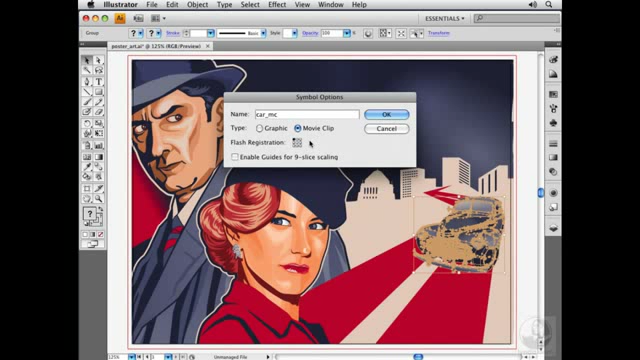 Illustrator File Edit Object Type Select Effect View Window Help
Ai ESSENTIALS
Group Stroke: Basic Style: Opacity: 100 Transform
poster_art.ai* @ 125% (RGB/Preview)
Symbol Options
Name: car_mc OK
Type: Graphic Movie Clip Cancel
Flash Registration:
Enable Guides for 9-slice scaling
125% 1 Unmanaged File